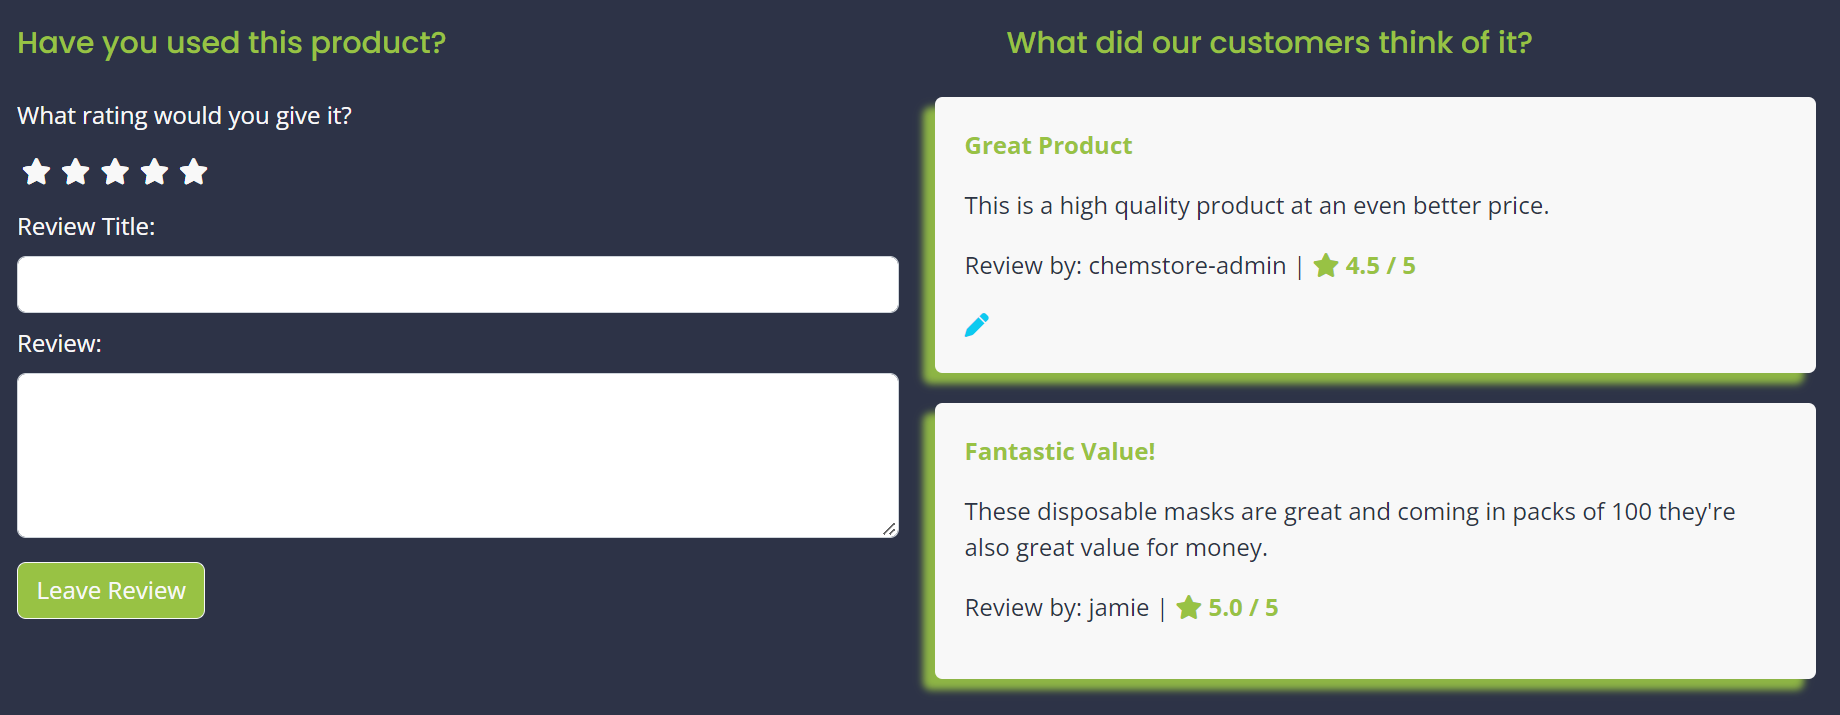 Have you used this product?
What rating would you give it?
Review Title:
Review:
Leave Review
What did our customers think of it?
Great Product
This is a high quality product at an even better price.
Review by: chemstore-admin | 4.5 / 5
Fantastic Value!
These disposable masks are great and coming in packs of 100 they're
also great value for money.
Review by: jamie | 5.0 / 5